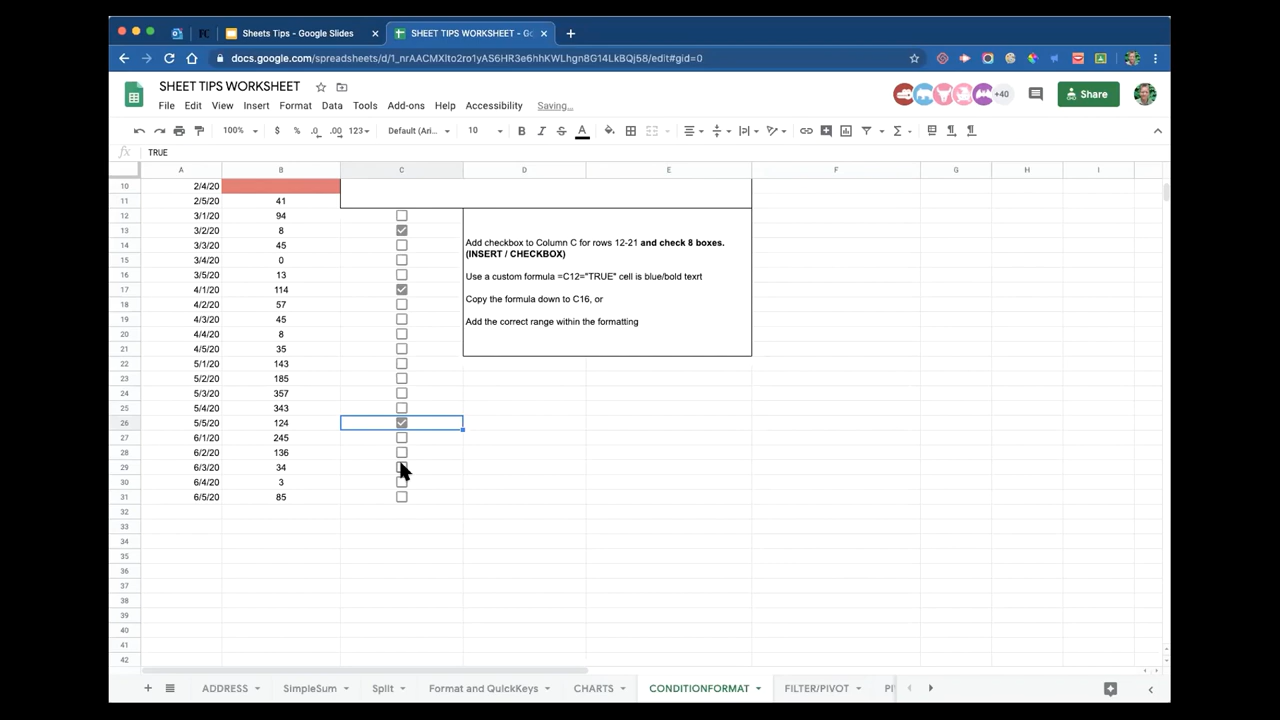 Sheets Tips - Google Slides
SHEET TIPS WORKSHEET - Go
docs.google.com/spreadsheets/d/1_nrAACMXIto2ro1yAS6HR3e6hhKWLhgn8G14LkBQj58/edit#gid=0
SHEET TIPS WORKSHEET
+40
Share
File Edit View Insert Format Data Tools Add-ons Help Accessibility Saving...
100% $ % .0 .00 123 Default (Ari... 10 B I S A
fx TRUE
A B C D E F G H I
10 2/4/20
11 2/5/20 41
12 3/1/20 94
13 3/2/20 8
14 3/3/20 45
15 3/4/20 0
16 3/5/20 13
17 4/1/20 114
18 4/2/20 57
19 4/3/20 45
20 4/4/20 8
21 4/5/20 35
22 5/1/20 143
23 5/2/20 185
24 5/3/20 357
25 5/4/20 343
26 5/5/20 124
27 6/1/20 245
28 6/2/20 136
29 6/3/20 34
30 6/4/20 3
31 6/5/20 85
32
33
34
35
36
37
38
39
40
41
42
Add checkbox to Column C for rows 12-21 and check 8 boxes.
(INSERT / CHECKBOX)
Use a custom formula =C12="TRUE" cell is blue/bold texrt
Copy the formula down to C16, or
Add the correct range within the formatting
ADDRESS SimpleSum Split Format and QuickKeys CHARTS CONDITIONFORMAT FILTER/PIVOT